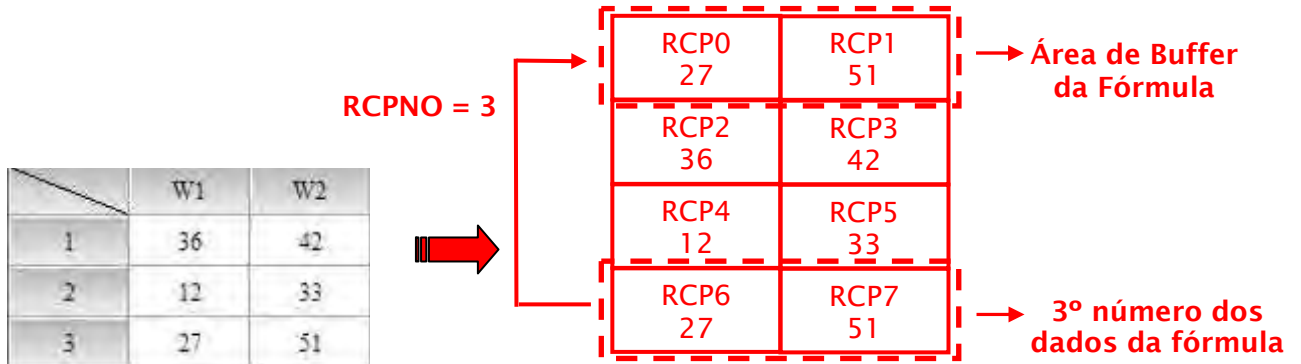 RCPNO = 3
W1 W2
1 36 42
2 12 33
3 27 51
RCP0 RCP1
27 51
RCP2 RCP3
36 42
RCP4 RCP5
12 33
RCP6 RCP7
27 51
Área de Buffer
da Fórmula
3º número dos
dados da fórmula